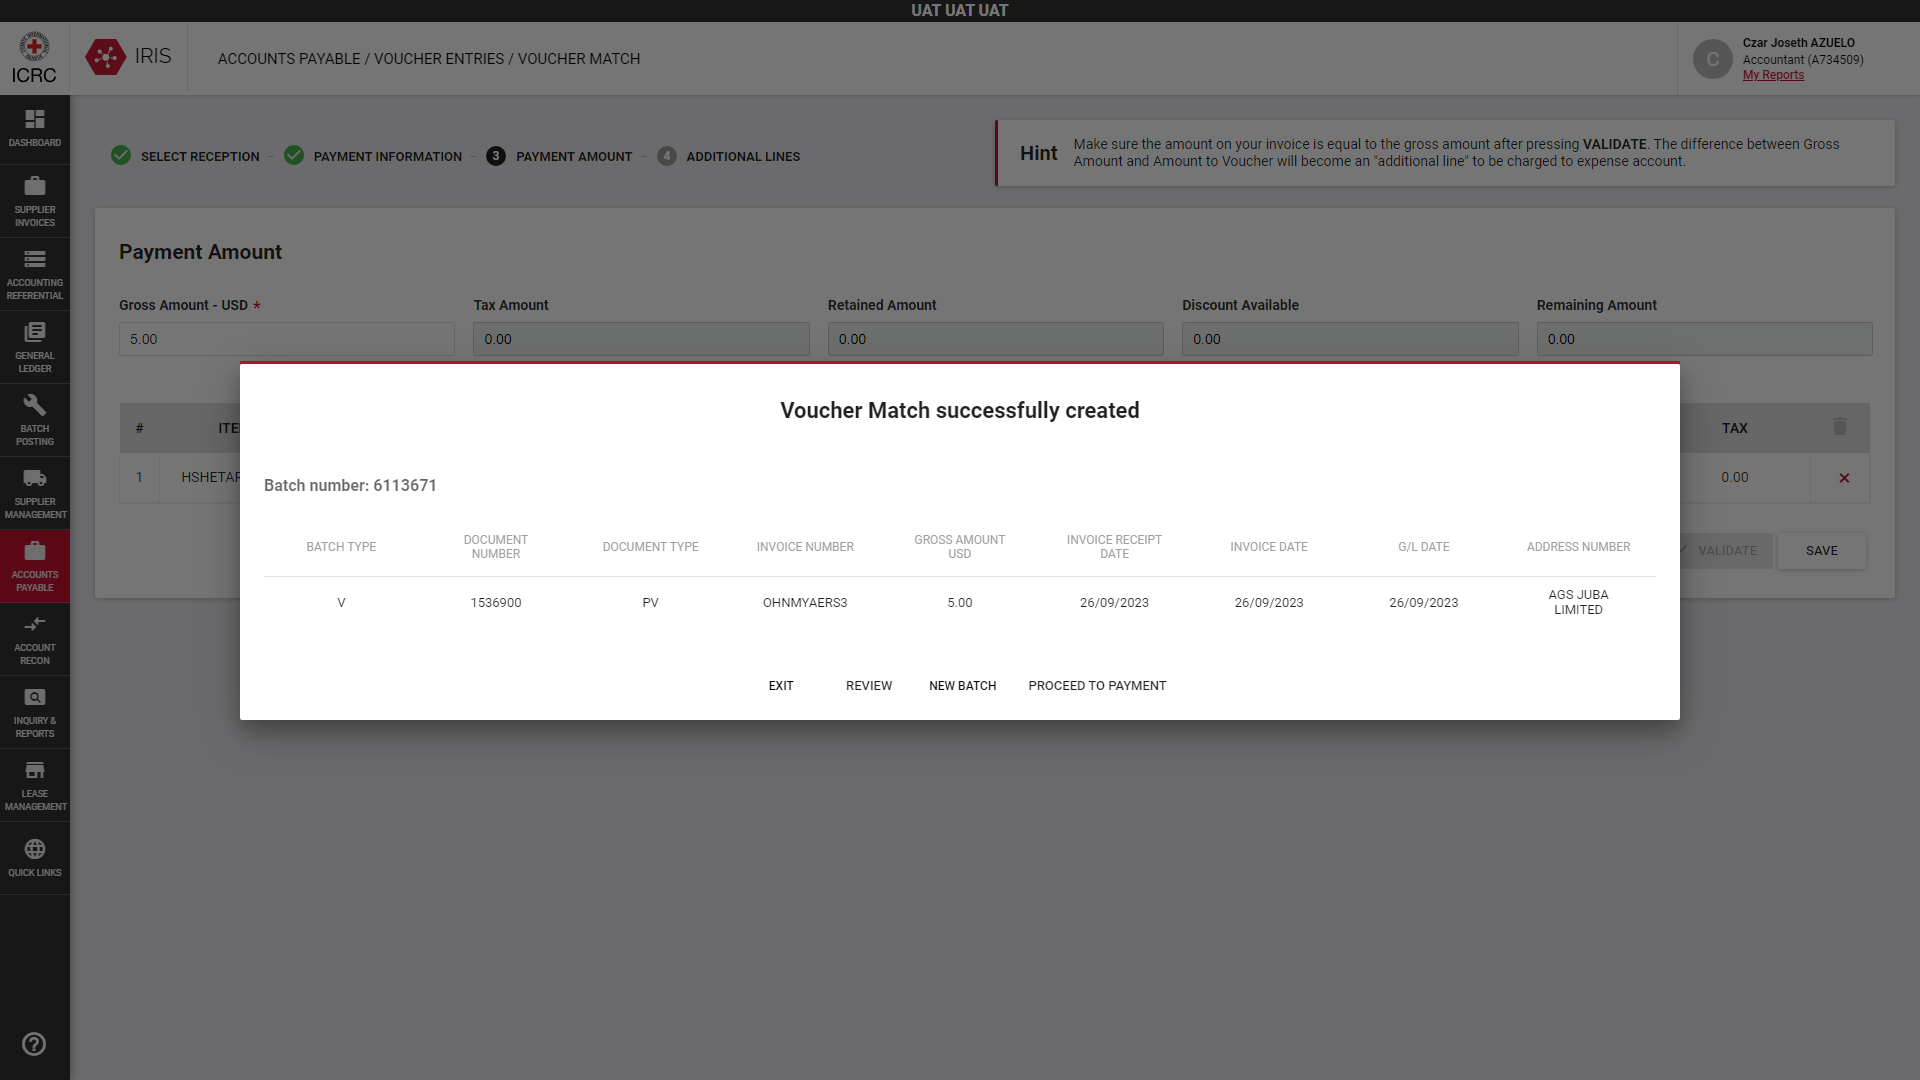 UAT UAT UAT
ICRC
IRIS
ACCOUNTS PAYABLE / VOUCHER ENTRIES / VOUCHER MATCH
C
Czar Joseth AZUELO
Accountant (A734509)
My Reports
DASHBOARD
SUPPLIER
INVOICES
ACCOUNTING
REFERENTIAL
GENERAL
LEDGER
BATCH
POSTING
SUPPLIER
MANAGEMENT
ACCOUNTS
PAYABLE
ACCOUNT
RECON
INQUIRY &
REPORTS
LEASE
MANAGEMENT
QUICK LINKS
SELECT RECEPTION – PAYMENT INFORMATION – 3 PAYMENT AMOUNT – 4 ADDITIONAL LINES
Hint
Make sure the amount on your invoice is equal to the gross amount after pressing VALIDATE. The difference between Gross
Amount and Amount to Voucher will become an "additional line" to be charged to expense account.
Payment Amount
Gross Amount - USD * Tax Amount Retained Amount Discount Available Remaining Amount
5.00 0.00 0.00 0.00 0.00
# ITE TAX
1 HSHETAR 0.00
VALIDATE SAVE
Voucher Match successfully created
Batch number: 6113671
BATCH TYPE DOCUMENT NUMBER DOCUMENT TYPE INVOICE NUMBER GROSS AMOUNT USD INVOICE RECEIPT DATE INVOICE DATE G/L DATE ADDRESS NUMBER
V 1536900 PV OHNMYAERS3 5.00 26/09/2023 26/09/2023 26/09/2023 AGS JUBA LIMITED
EXIT REVIEW NEW BATCH PROCEED TO PAYMENT